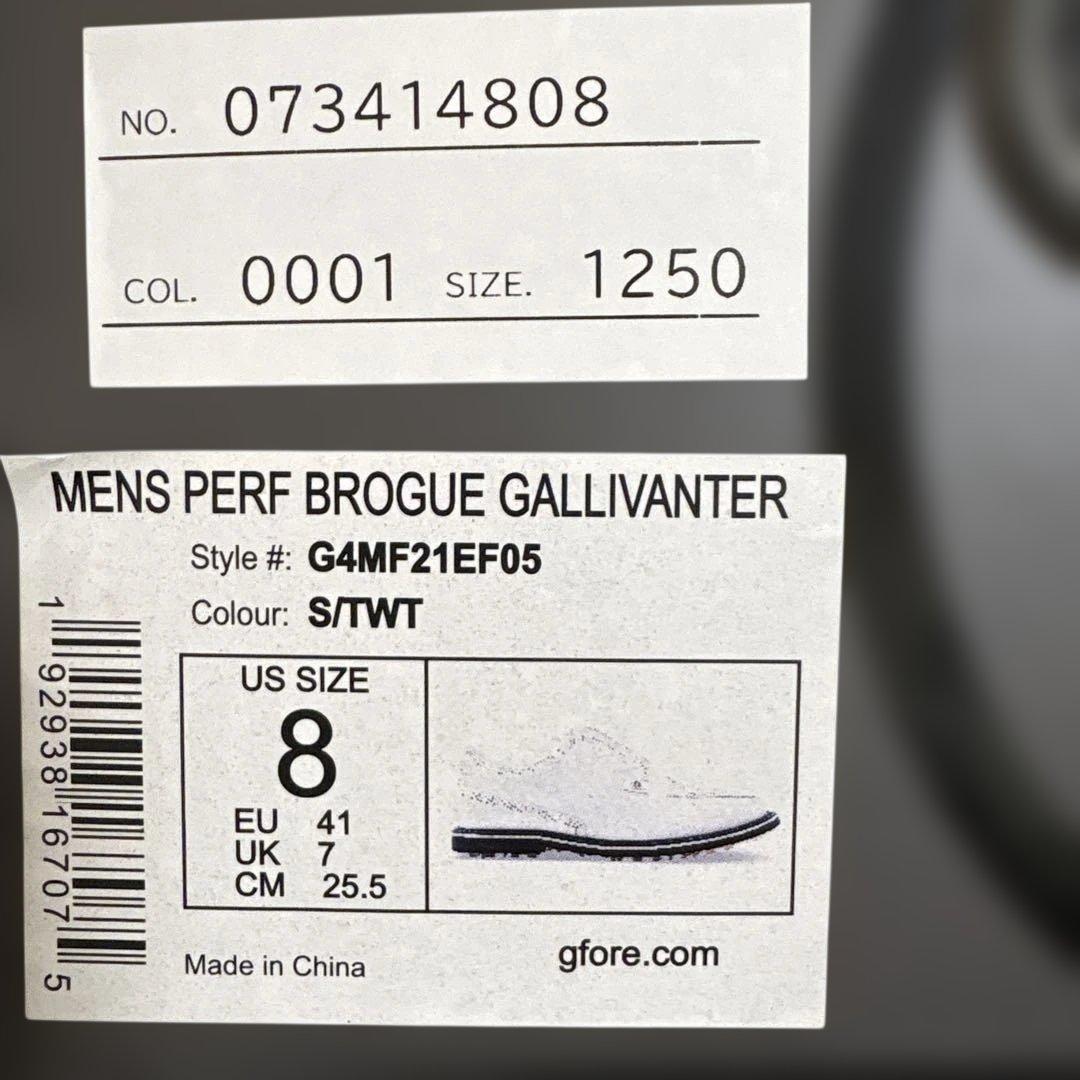 NO. 073414808
COL. 0001 SIZE. 1250
MENS PERF BROGUE GALLIVANTER
Style #: G4MF21EF05
Colour: S/TWT
US SIZE
8
EU 41
UK 7
CM 25.5
1 92938 16707 5
Made in China
gfore.com